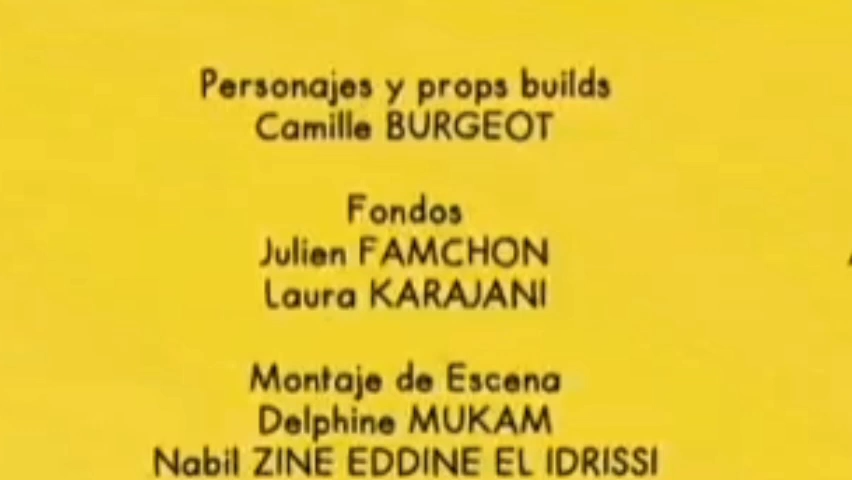 Personajes y props builds
Camille BURGEOT
Fondos
Julien FAMCHON
Laura KARAJANI
Montaje de Escena
Delphine MUKAM
Nabil ZINE EDDINE EL IDRISSI